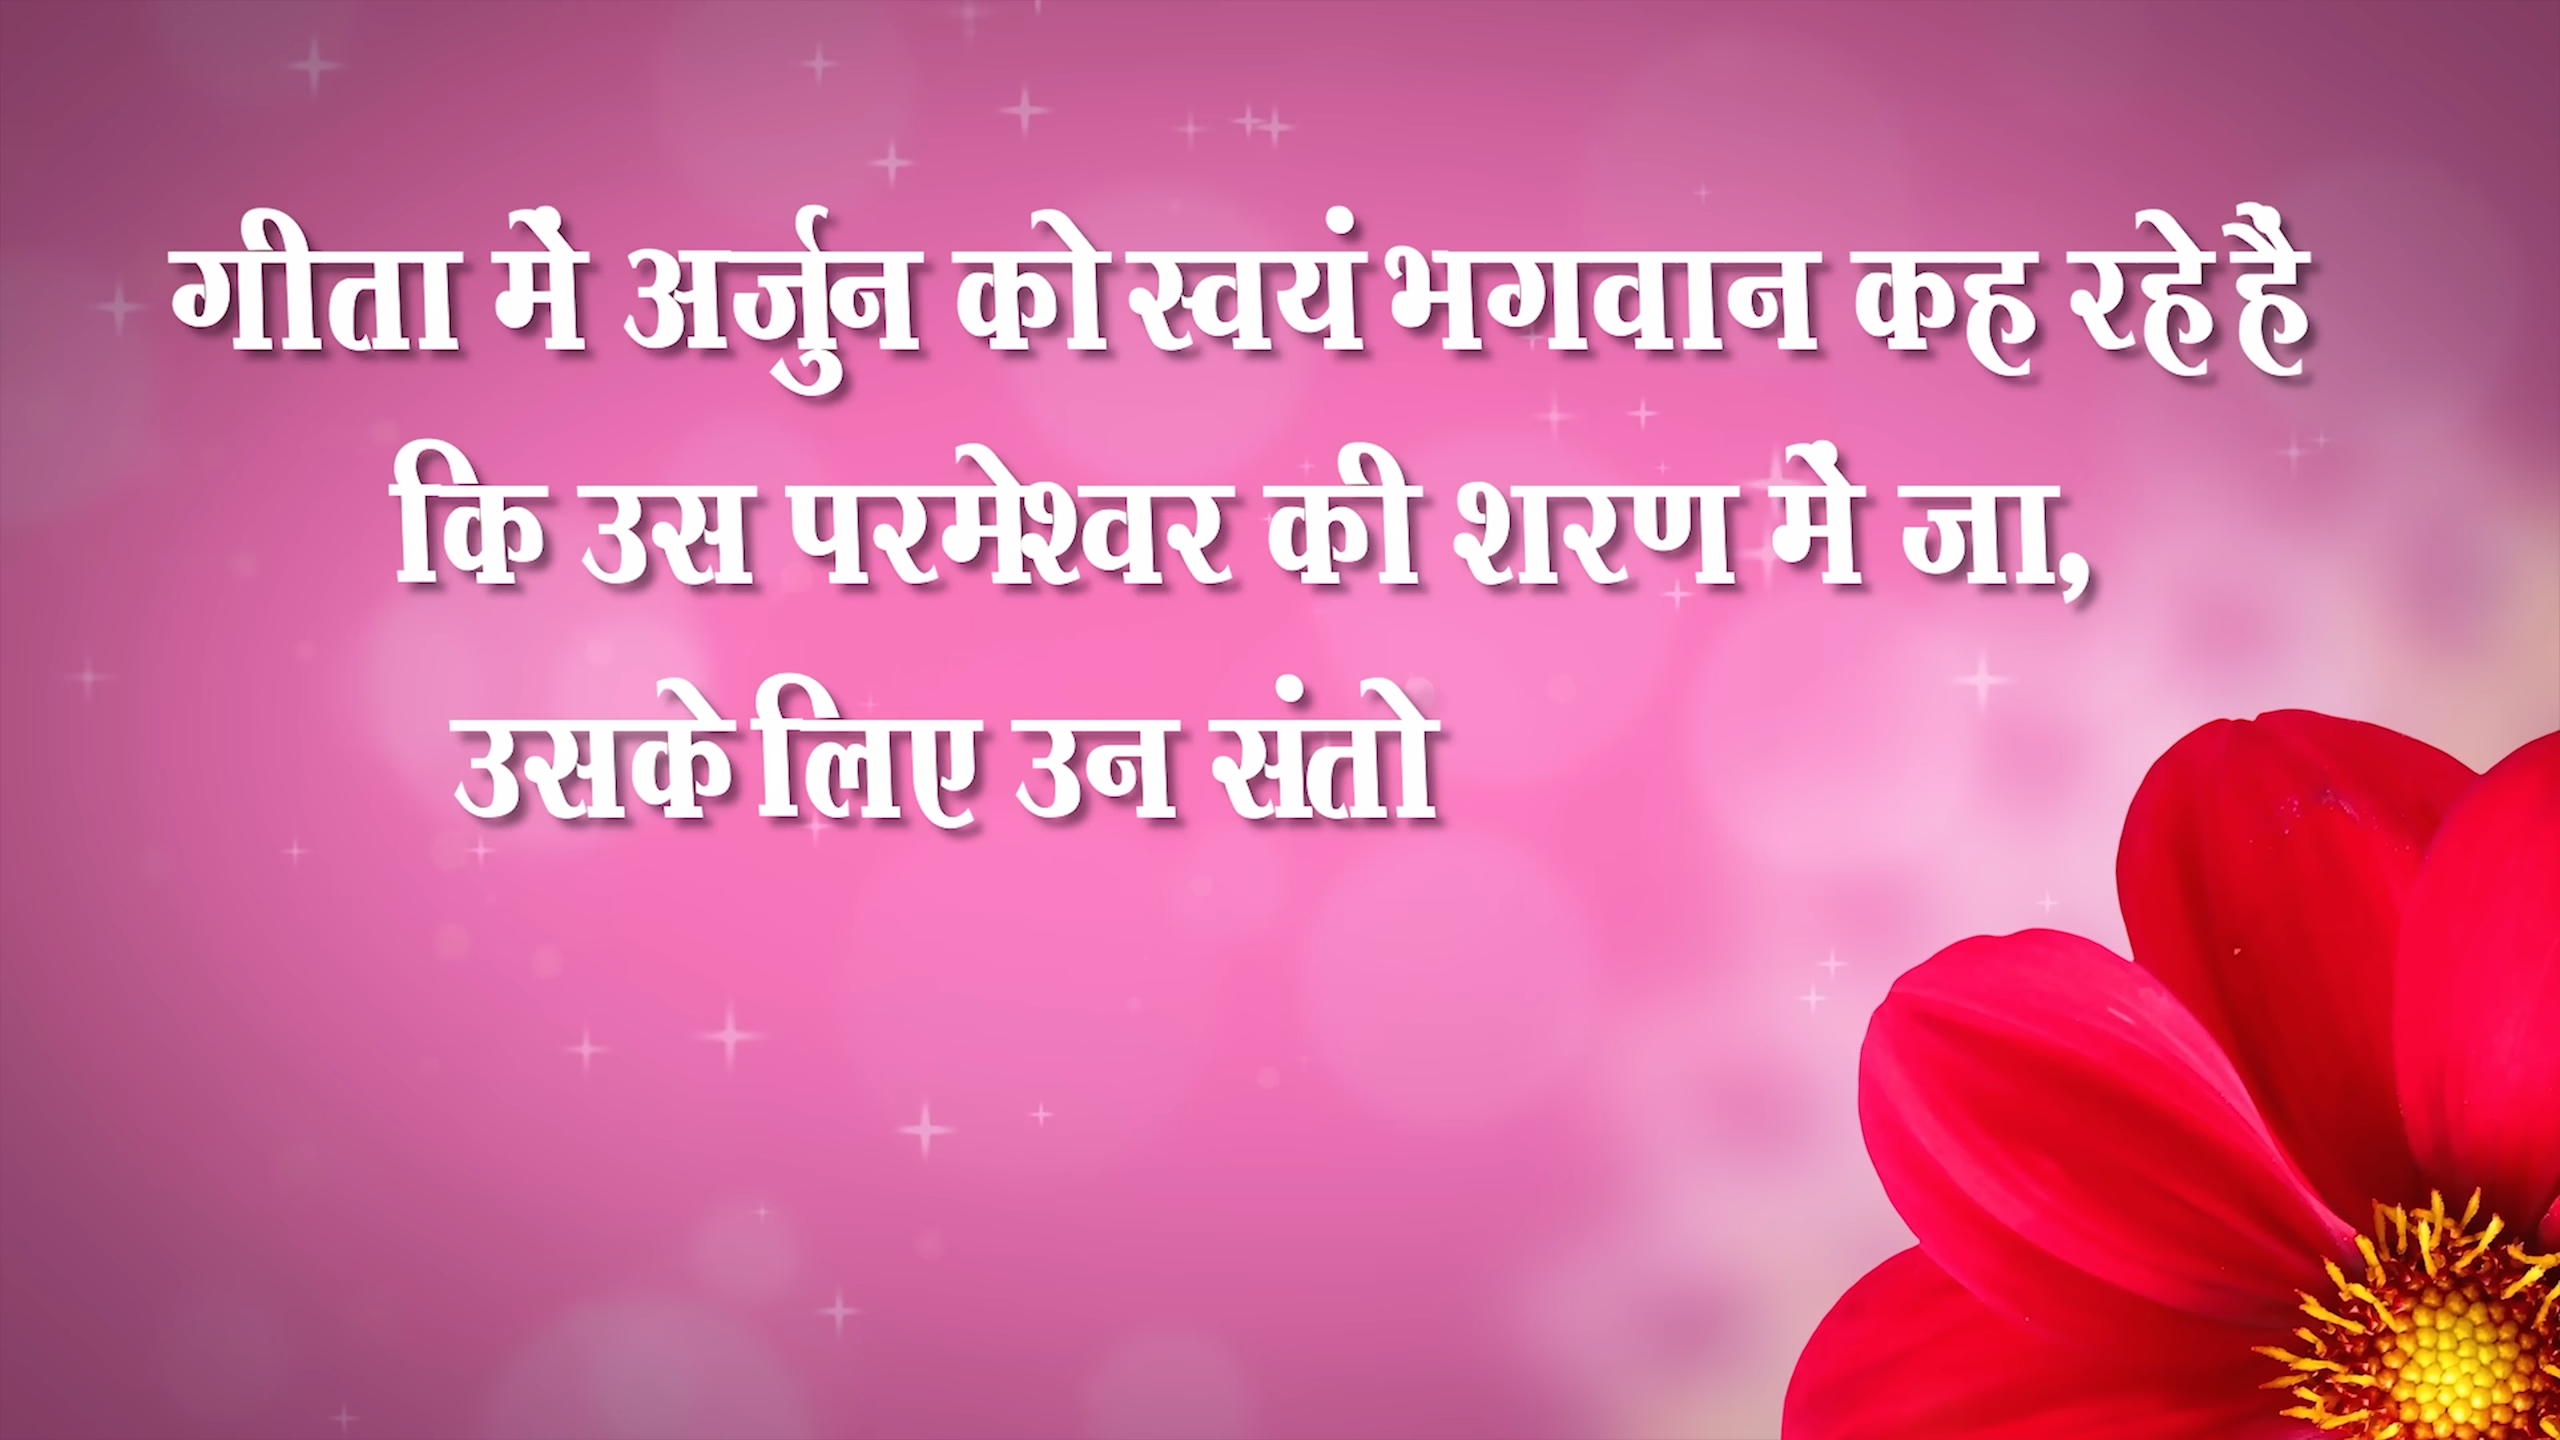 गीता में अर्जुन को स्वयं भगवान कह रहे हैं
कि उस परमेश्वर की शरण में जा,
उसके लिए उन संतो